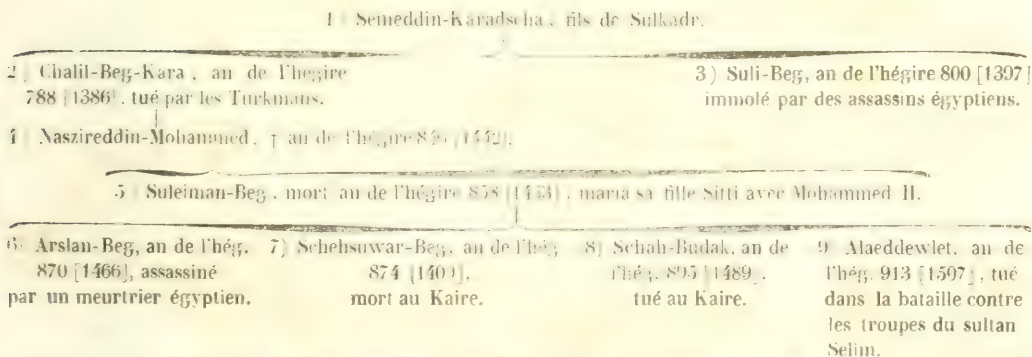 1) Semeddin-Karadscha, fils de Sulkadr.
2) Chalil-Beg-Kara, an de l'hegire
788 [1386], tué par les Turkmans.
3) Suli-Beg, an de l'hégire 800 [1397]
immolé par des assassins égyptiens.
4) Naszireddin-Mohammed, † an de l'hégire [1442].
5) Suleiman-Beg, mort an de l'hégire 858 maria sa fille Sitti avec Mohammed II.
6) Arslan-Beg, an de l'hég.
870 [1466], assassiné
par un meurtrier égyptien.
7) Schehsuwar-Beg, an de l'hég.
874
mort au Kaire.
8) Schah-Budak, an de
l'hég. 895 [1489],
tué au Kaire.
9) Alaeddewlet, an de
l'hég. 913 [1507], tué
dans la bataille contre
les troupes du sultan
Selim.